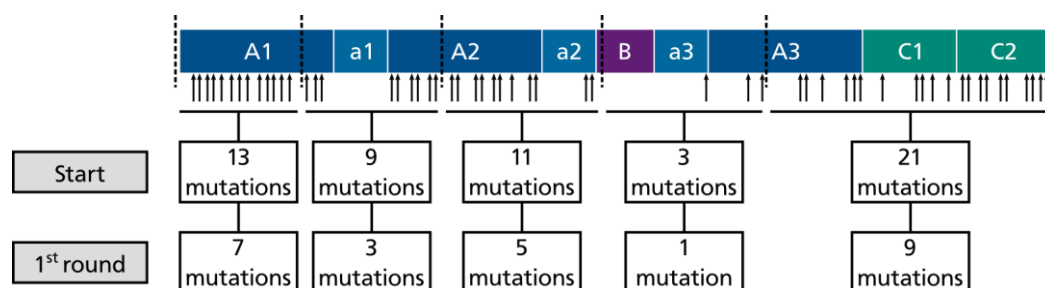 A1 a1 A2 a2 B a3 A3 C1 C2
Start
13 mutations
9 mutations
11 mutations
3 mutations
21 mutations
1st round
7 mutations
3 mutations
5 mutations
1 mutation
9 mutations